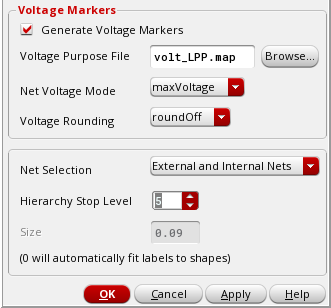 Voltage Markers
Generate Voltage Markers
Voltage Purpose File volt_LPP.map Browse...
Net Voltage Mode maxVoltage
Voltage Rounding roundOff
Net Selection External and Internal Nets
Hierarchy Stop Level 5
Size 0.09
(0 will automatically fit labels to shapes)
OK Cancel Apply Help